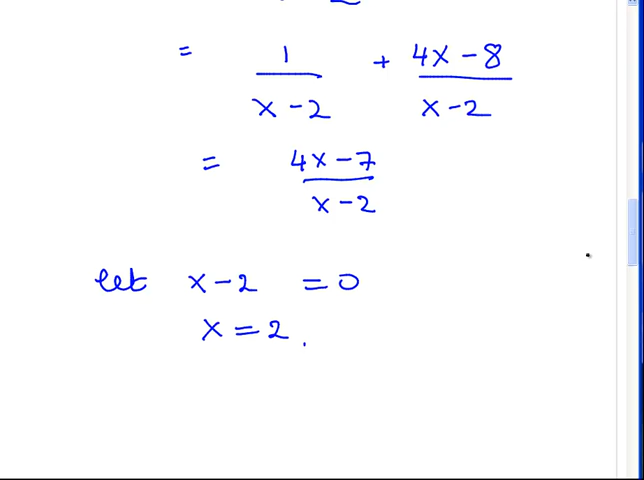 = 1/(x-2) + (4x-8)/(x-2)
= (4x-7)/(x-2)
let x-2 = 0
x = 2.